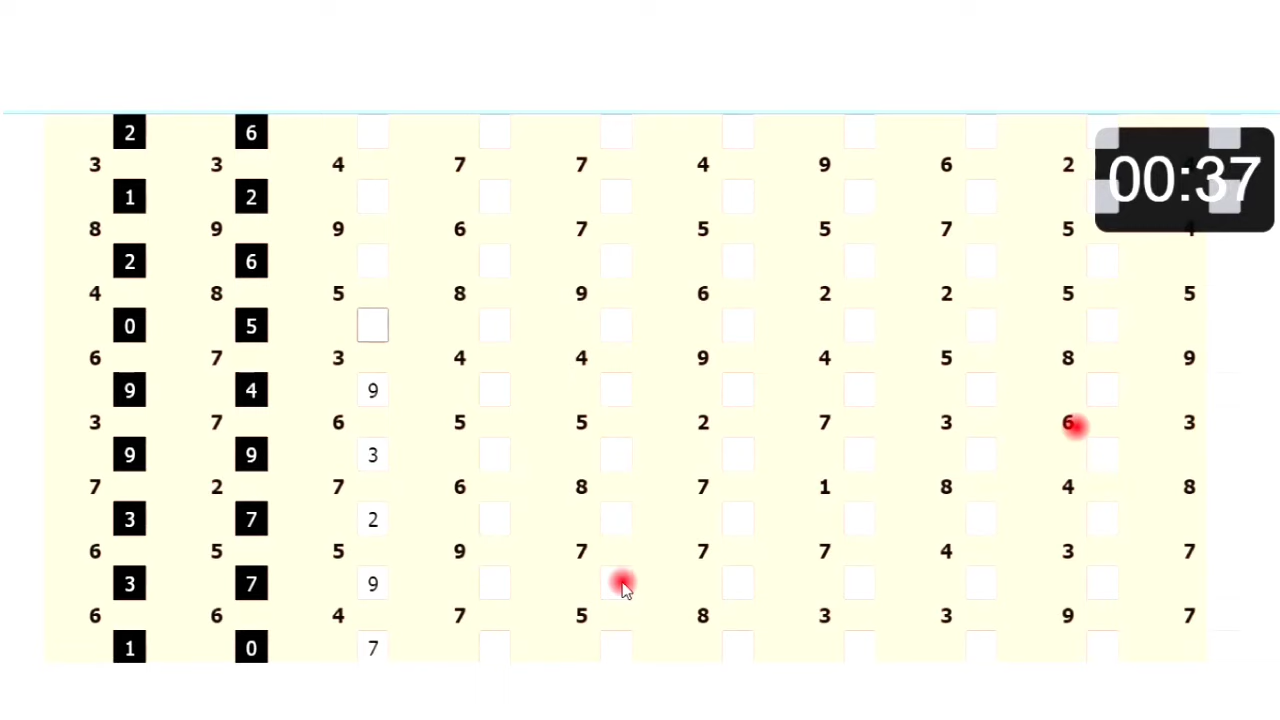 2 6
3 3 4 7 7 4 9 6 2 4
1 2
00:37
8 9 9 6 7 5 5 7 5 4
2 6
4 8 5 8 9 6 2 2 5 5
0 5
6 7 3 4 4 9 4 5 8 9
9 4 9
3 7 6 5 5 2 7 3 6 3
9 9 3
7 2 7 6 8 7 1 8 4 8
3 7 2
6 5 5 9 7 7 7 4 3 7
3 7 9
6 6 4 7 5 8 3 3 9 7
1 0 7